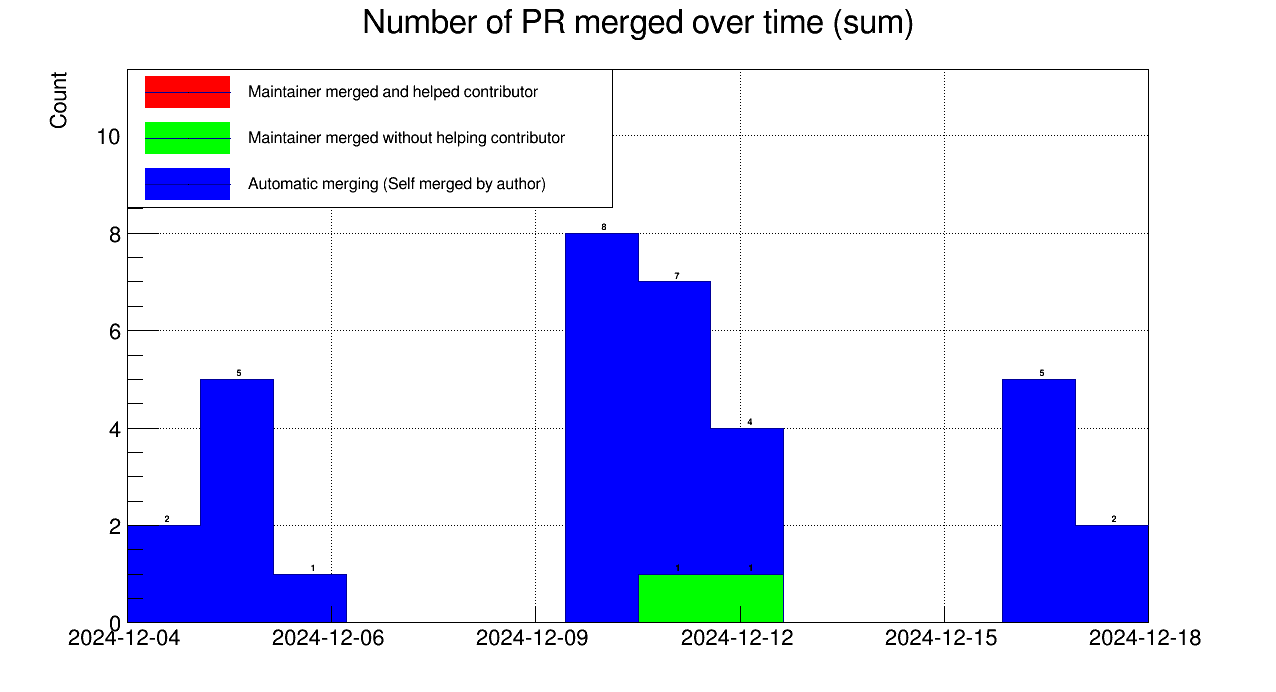 Number of PR merged over time (sum)
Count
Maintainer merged and helped contributor
Maintainer merged without helping contributor
Automatic merging (Self merged by author)
10
8
6
4
2
0
8
7
5
4
5
2
1
1
1
2
2024-12-04 2024-12-06 2024-12-09 2024-12-12 2024-12-15 2024-12-18